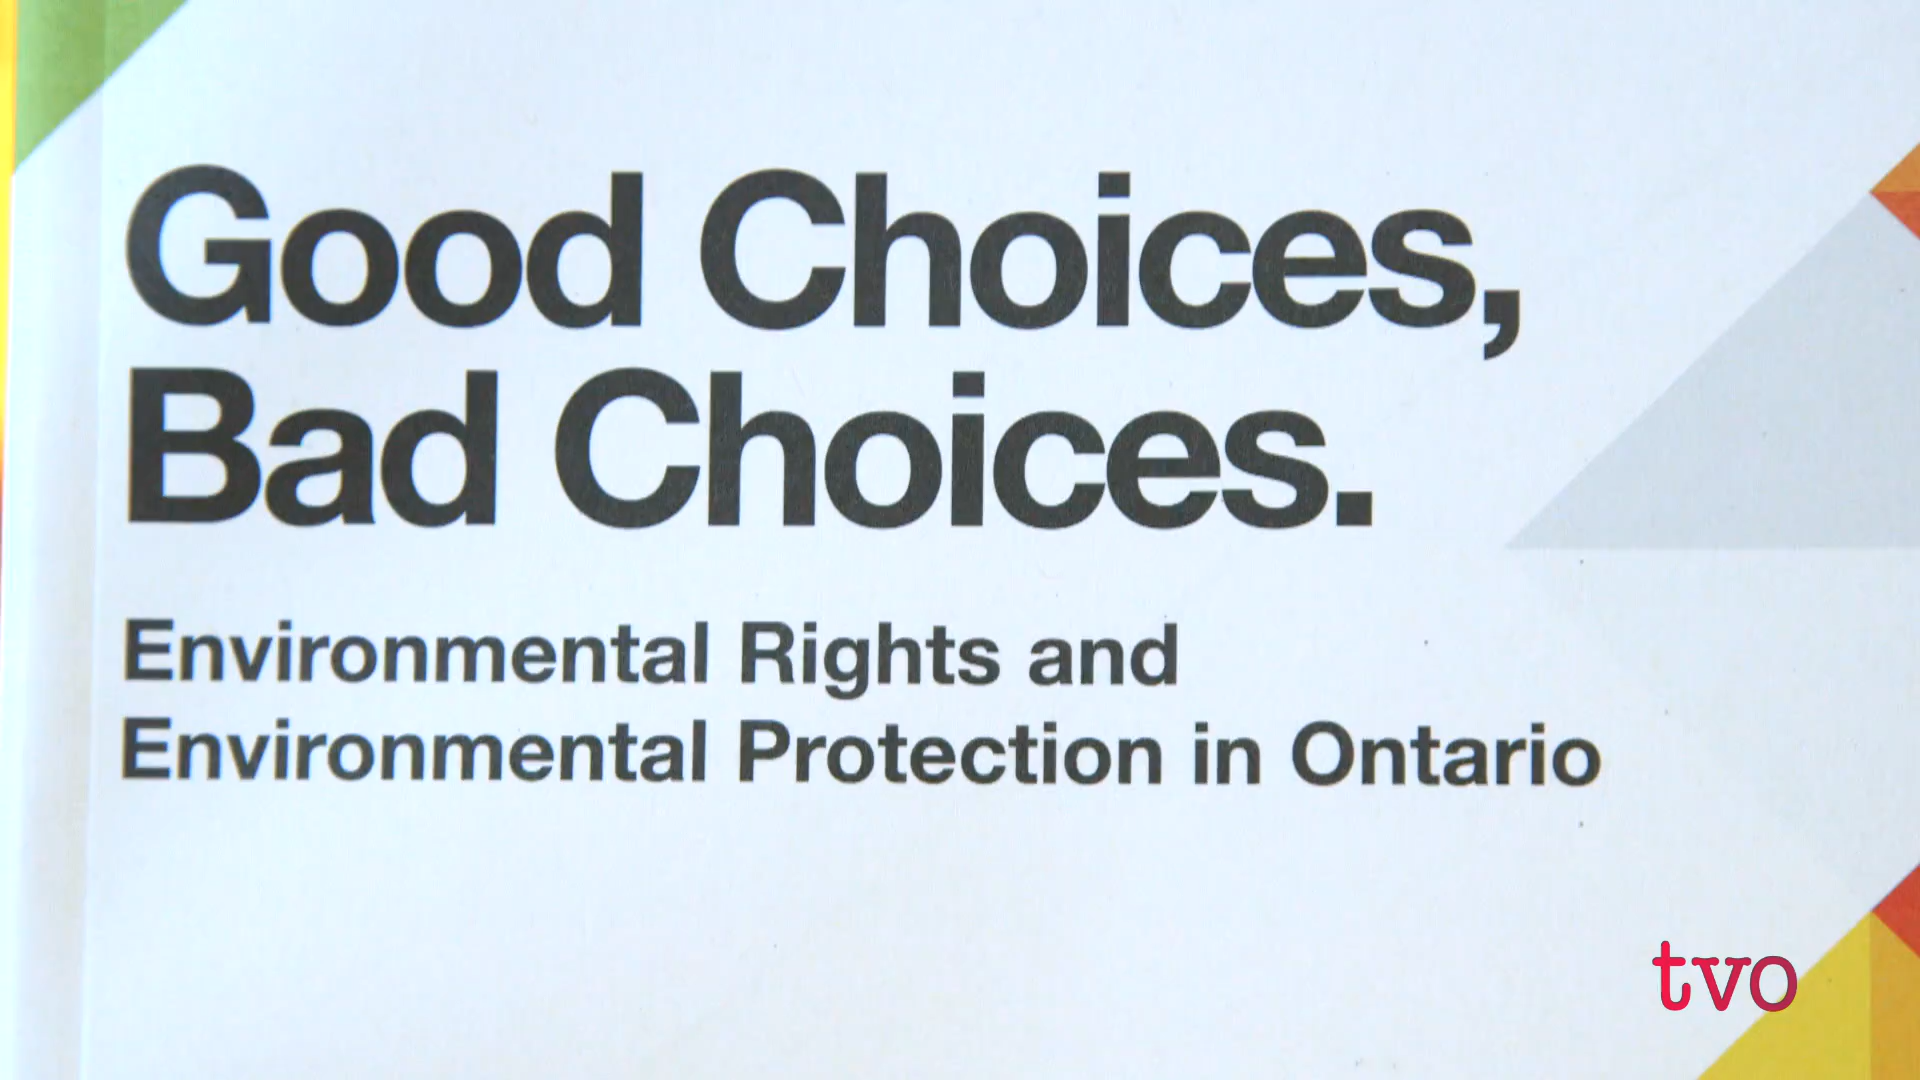 Good Choices,
Bad Choices.
Environmental Rights and
Environmental Protection in Ontario
tvo